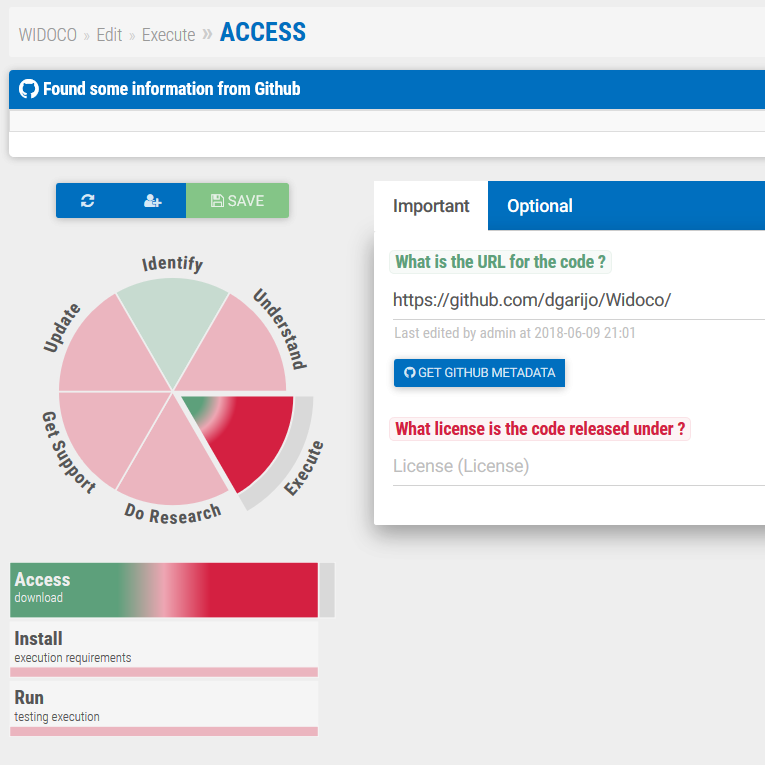 WIDOCO » Edit » Execute » ACCESS
Found some information from Github
SAVE
Important
Optional
What is the URL for the code ?
https://github.com/dgarijo/Widoco/
Last edited by admin at 2018-06-09 21:01
GET GITHUB METADATA
What license is the code released under ?
License (License)
Identify
Understand
Execute
Do Research
Get Support
Update
Access
download
Install
execution requirements
Run
testing execution